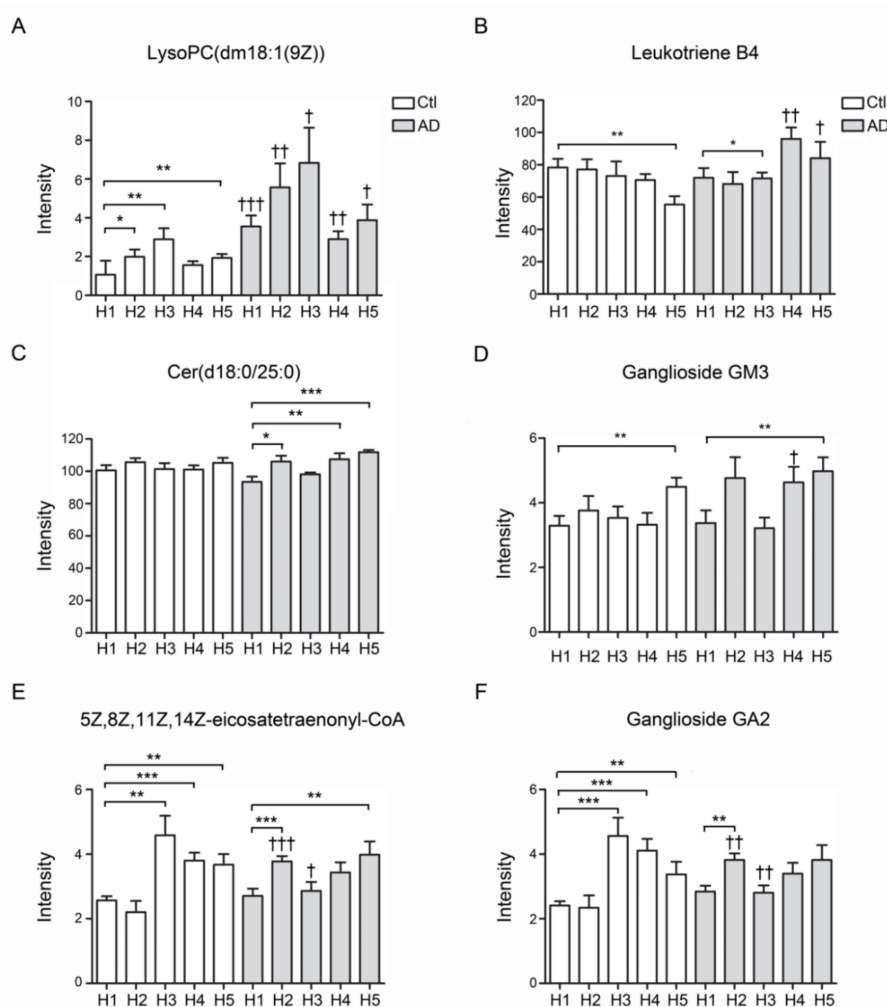 A
LysoPC(dm18:1(9Z))
Ctl
AD
Intensity
10
8
6
4
2
0
*
**
**
†††
††
†
††
†
H1 H2 H3 H4 H5 H1 H2 H3 H4 H5
B
Leukotriene B4
Ctl
AD
Intensity
120
100
80
60
40
20
0
**
*
††
†
H1 H2 H3 H4 H5 H1 H2 H3 H4 H5
C
Cer(d18:0/25:0)
Intensity
120
100
80
60
40
20
0
***
**
*
H1 H2 H3 H4 H5 H1 H2 H3 H4 H5
D
Ganglioside GM3
Intensity
6
4
2
0
**
**
†
H1 H2 H3 H4 H5 H1 H2 H3 H4 H5
E
5Z,8Z,11Z,14Z-eicosatetraenonyl-CoA
Intensity
6
4
2
0
**
***
**
**
***
†††
†
H1 H2 H3 H4 H5 H1 H2 H3 H4 H5
F
Ganglioside GA2
Intensity
6
4
2
0
**
***
***
**
††
††
H1 H2 H3 H4 H5 H1 H2 H3 H4 H5